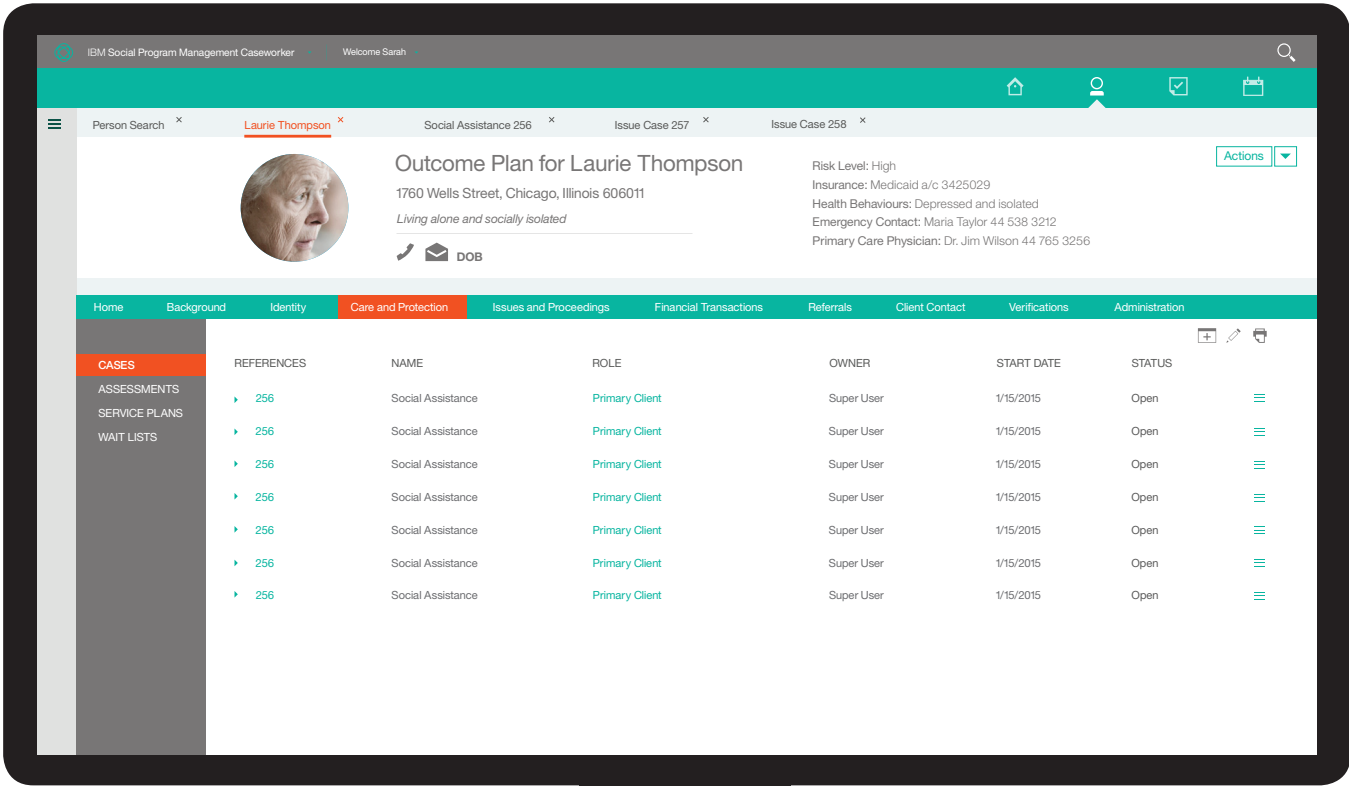 IBM Social Program Management Caseworker Welcome Sarah
Person Search × Laurie Thompson × Social Assistance 256 × Issue Case 257 × Issue Case 258 ×
Outcome Plan for Laurie Thompson
1760 Wells Street, Chicago, Illinois 606011
Living alone and socially isolated
DOB
Risk Level: High
Insurance: Medicaid a/c 3425029
Health Behaviours: Depressed and isolated
Emergency Contact: Maria Taylor 44 538 3212
Primary Care Physician: Dr. Jim Wilson 44 765 3256
Actions
Home Background Identity Care and Protection Issues and Proceedings Financial Transactions Referrals Client Contact Verifications Administration
CASES
ASSESSMENTS
SERVICE PLANS
WAIT LISTS
REFERENCES NAME ROLE OWNER START DATE STATUS
256 Social Assistance Primary Client Super User 1/15/2015 Open
256 Social Assistance Primary Client Super User 1/15/2015 Open
256 Social Assistance Primary Client Super User 1/15/2015 Open
256 Social Assistance Primary Client Super User 1/15/2015 Open
256 Social Assistance Primary Client Super User 1/15/2015 Open
256 Social Assistance Primary Client Super User 1/15/2015 Open
256 Social Assistance Primary Client Super User 1/15/2015 Open